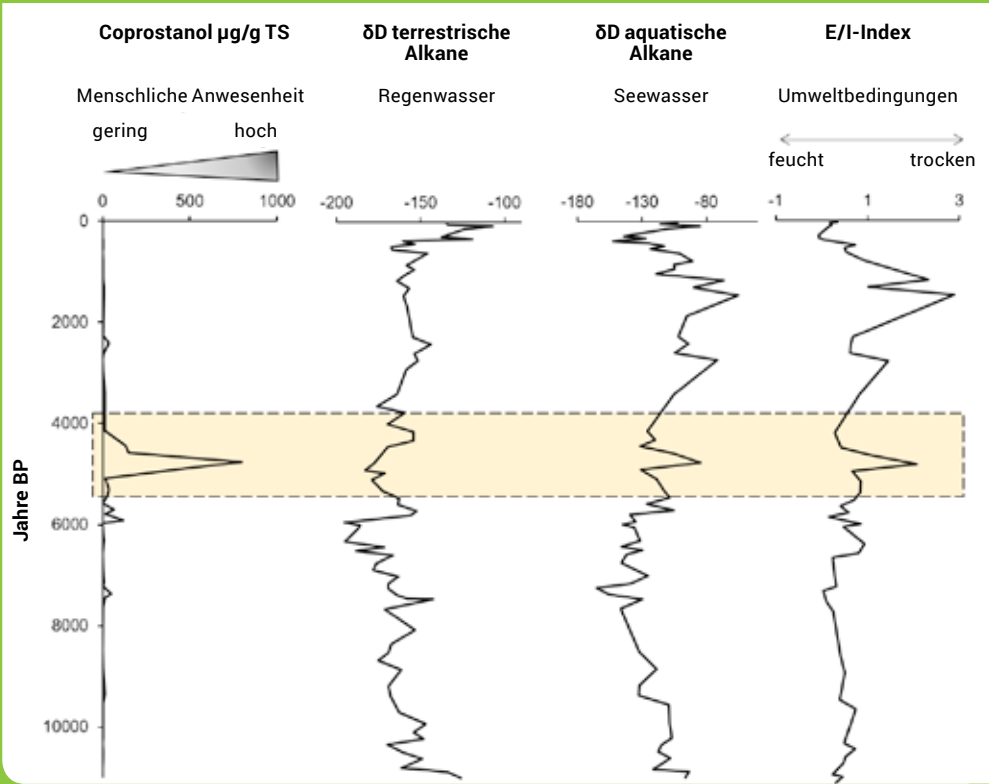 Coprostanol µg/g TS
δD terrestrische
Alkane
δD aquatische
Alkane
E/I-Index
Menschliche Anwesenheit
Regenwasser
Seewasser
Umweltbedingungen
gering hoch
feucht trocken
0 500 1000
-200 -150 -100
-180 -130 -80
-1 1 3
0
2000
4000
6000
8000
10000
Jahre BP